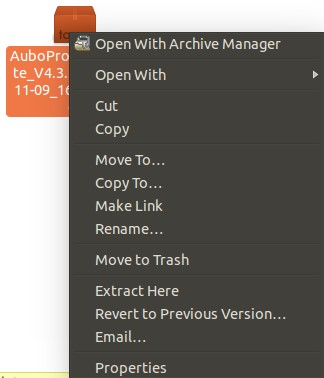 AuboPro
te_V4.3.
11-09_16
Open With Archive Manager
Open With
Cut
Copy
Move To…
Copy To…
Make Link
Rename…
Move to Trash
Extract Here
Revert to Previous Version…
Email…
Properties